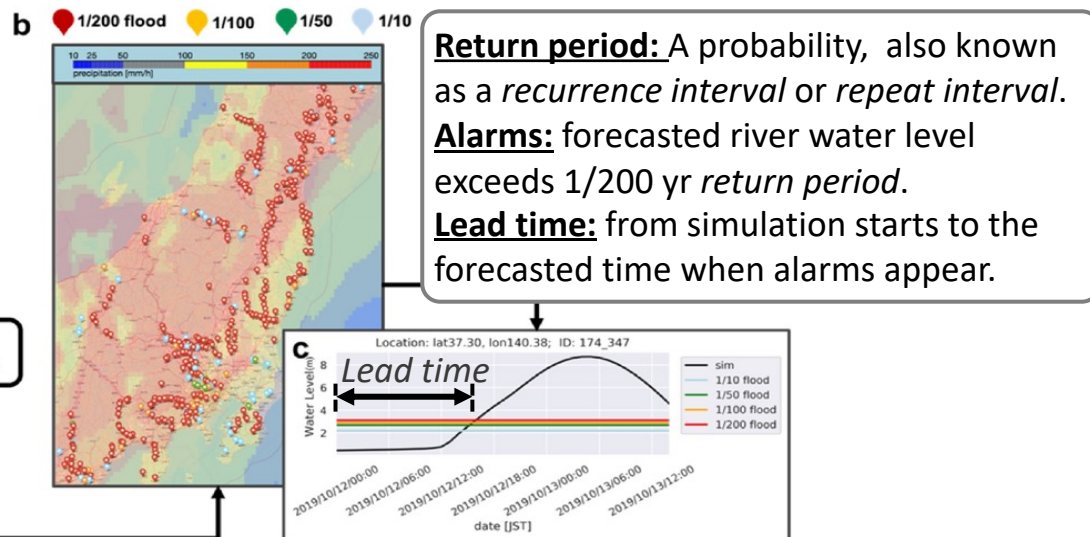 b
1/200 flood 1/100 1/50 1/10
10 25 50 100 150 200 250
precipitation [mm/h]
Return period: A probability, also known
as a recurrence interval or repeat interval.
Alarms: forecasted river water level
exceeds 1/200 yr return period.
Lead time: from simulation starts to the
forecasted time when alarms appear.
c
Location: lat37.30, lon140.38; ID: 174_347
Lead time
Water Level(m)
8
6
4
2
sim
1/10 flood
1/50 flood
1/100 flood
1/200 flood
2019/10/12/00:00
2019/10/12/06:00
2019/10/12/12:00
2019/10/12/18:00
2019/10/13/00:00
2019/10/13/06:00
2019/10/13/12:00
date [JST]